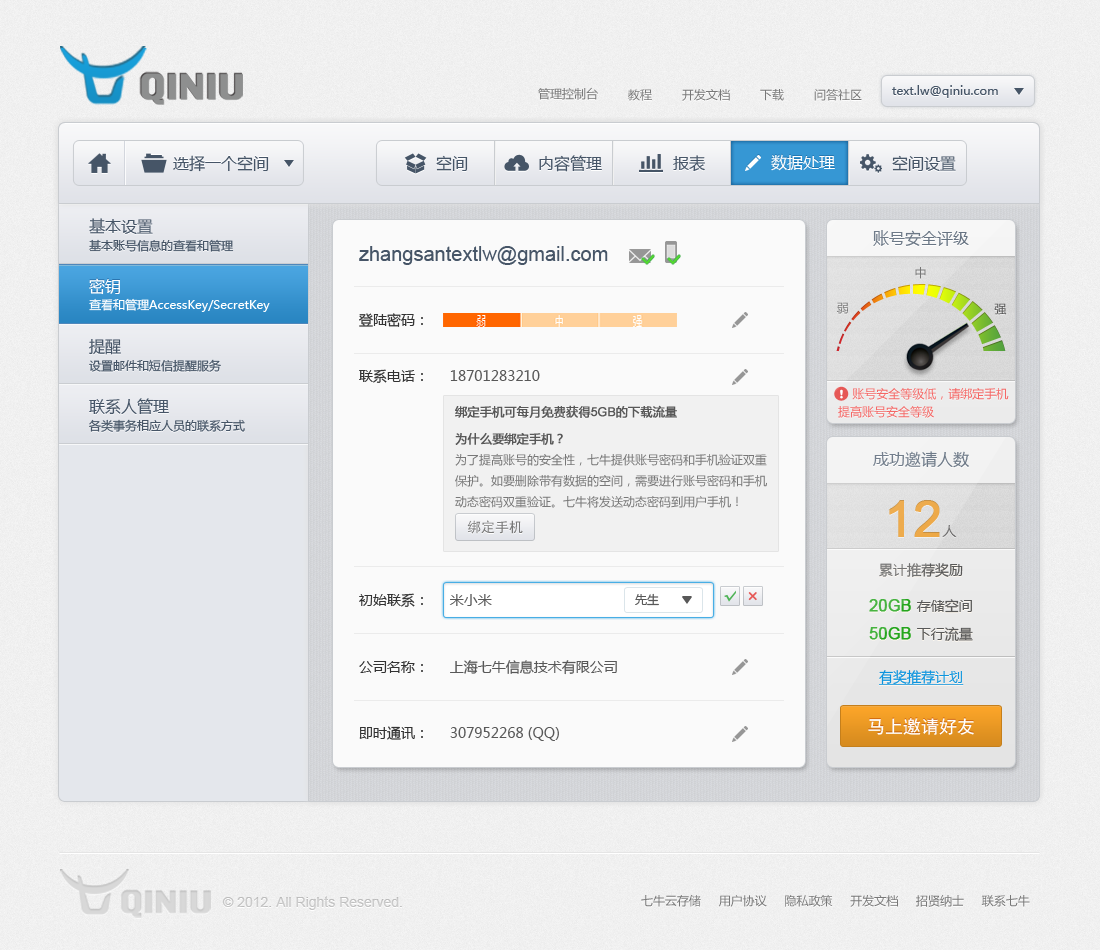 QINIU
管理控制台 教程 开发文档 下载 问答社区 text.lw@qiniu.com
选择一个空间 空间 内容管理 报表 数据处理 空间设置
基本设置
基本账号信息的查看和管理
密钥
查看和管理AccessKey/SecretKey
提醒
设置邮件和短信提醒服务
联系人管理
各类事务相应人员的联系方式
zhangsantextlw@gmail.com
登陆密码： 弱 中 强
联系电话： 18701283210
绑定手机可每月免费获得5GB的下载流量
为什么要绑定手机？
为了提高账号的安全性，七牛提供账号密码和手机验证双重
保护。如要删除带有数据的空间，需要进行账号密码和手机
动态密码双重验证。七牛将发送动态密码到用户手机！
绑定手机
初始联系： 米小米 先生
公司名称： 上海七牛信息技术有限公司
即时通讯： 307952268 (QQ)
账号安全评级
中
弱 强
账号安全等级低，请绑定手机
提高账号安全等级
成功邀请人数
12人
累计推荐奖励
20GB 存储空间
50GB 下行流量
有奖推荐计划
马上邀请好友
QINIU © 2012. All Rights Reserved.
七牛云存储 用户协议 隐私政策 开发文档 招贤纳士 联系七牛